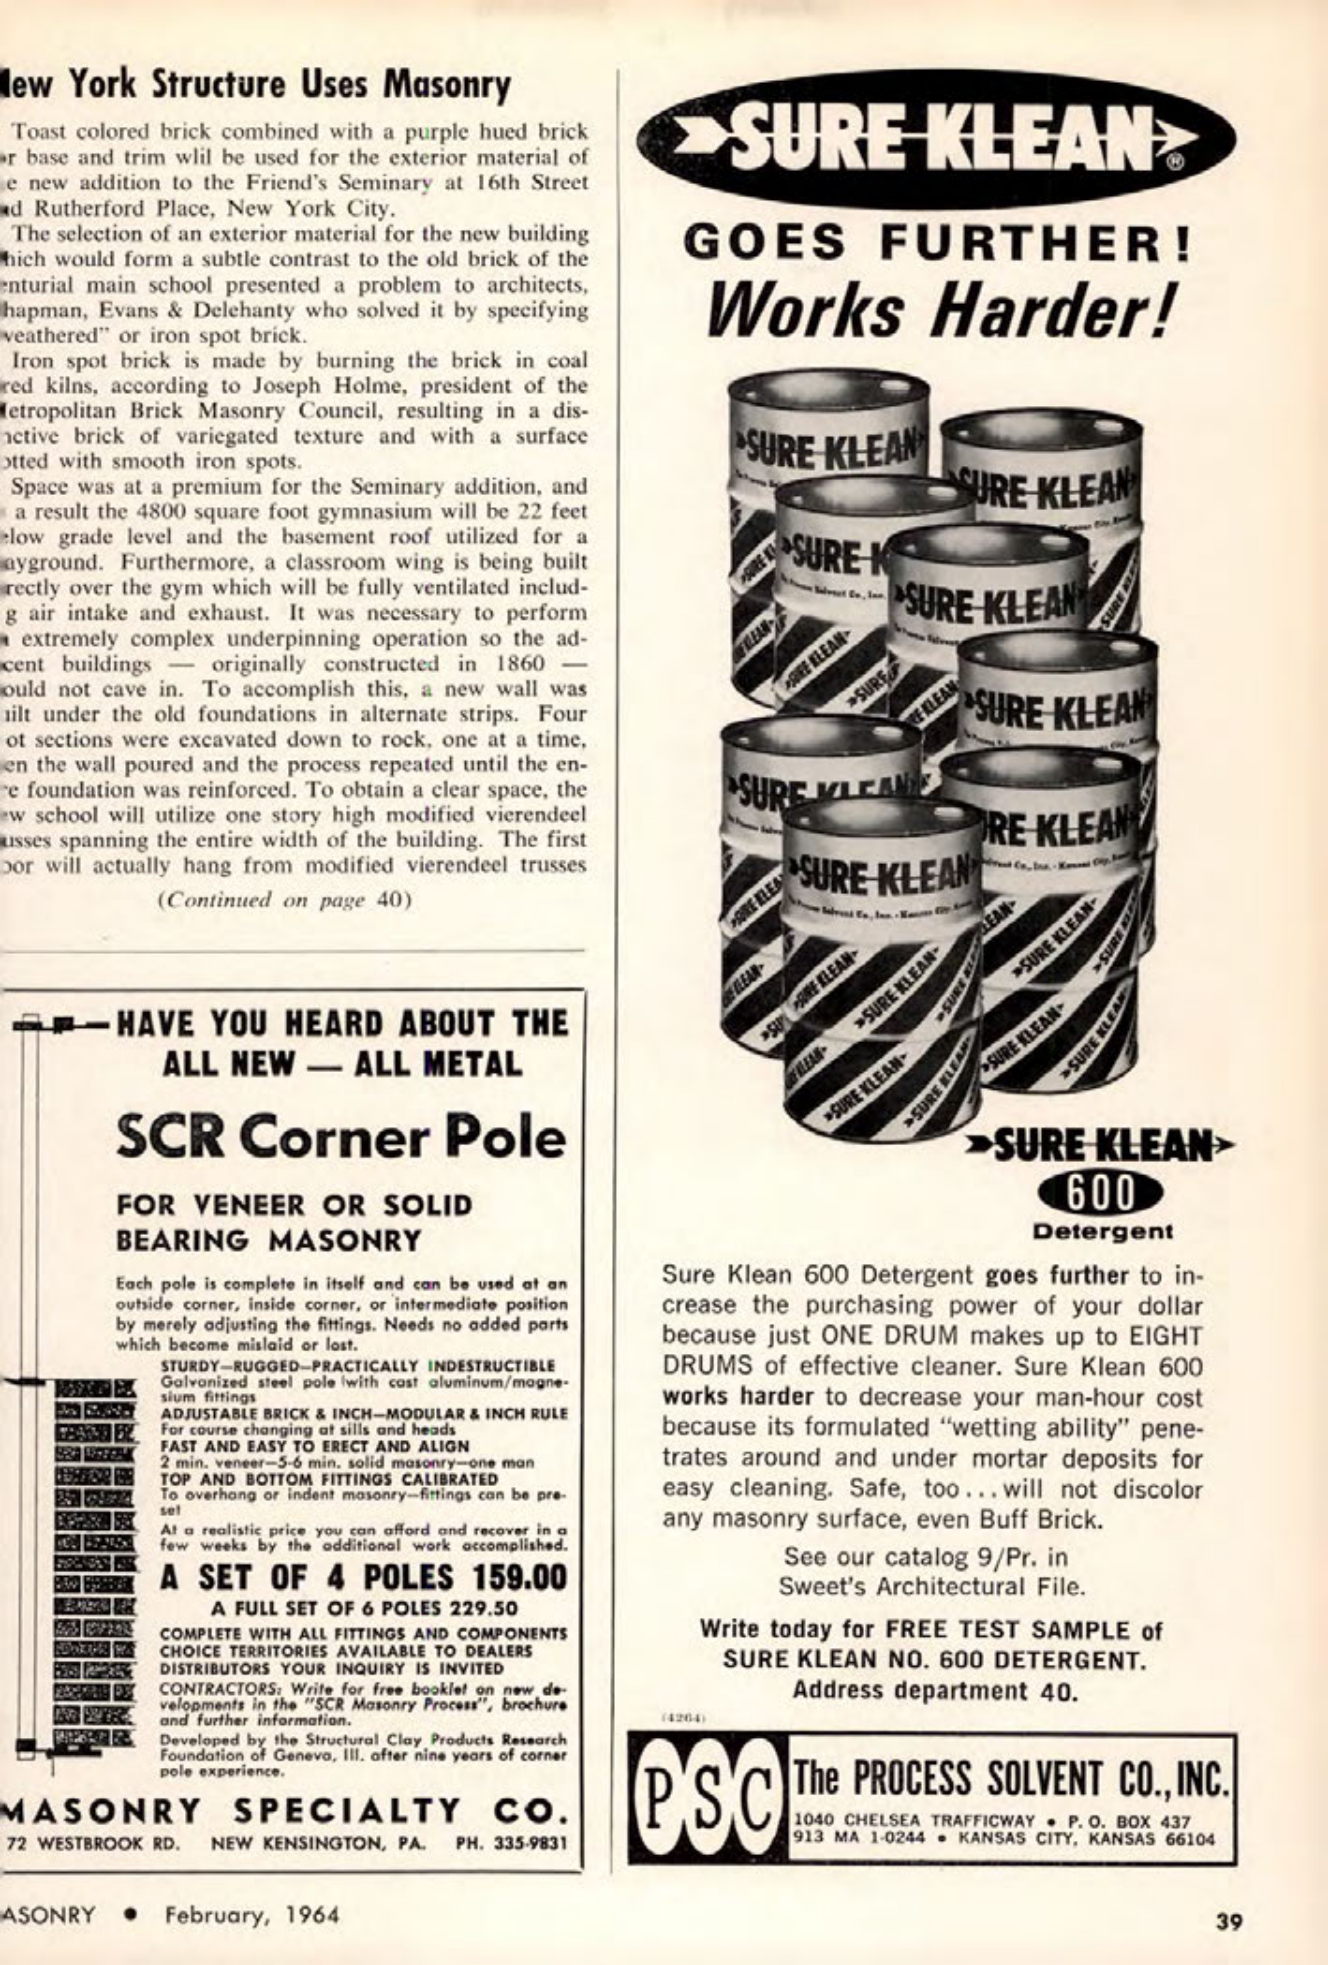 New York Structure Uses Masonry
Toast colored brick combined with a purple hued brick
r base and trim wlil be used for the exterior material of
e new addition to the Friend's Seminary at 16th Street
d Rutherford Place, New York City.
The selection of an exterior material for the new building
hich would form a subtle contrast to the old brick of the
enturial main school presented a problem to architects,
hapman, Evans & Delehanty who solved it by specifying
weathered" or iron spot brick.
Iron spot brick is made by burning the brick in coal
red kilns, according to Joseph Holme, president of the
etropolitan Brick Masonry Council, resulting in a dis-
nctive brick of variegated texture and with a surface
otted with smooth iron spots.
Space was at a premium for the Seminary addition, and
a result the 4800 square foot gymnasium will be 22 feet
elow grade level and the basement roof utilized for a
ayground. Furthermore, a classroom wing is being built
rectly over the gym which will be fully ventilated includ-
g air intake and exhaust. It was necessary to perform
extremely complex underpinning operation so the ad-
cent buildings — originally constructed in 1860 —
ould not cave in. To accomplish this, a new wall was
uilt under the old foundations in alternate strips. Four
ot sections were excavated down to rock, one at a time,
en the wall poured and the process repeated until the en-
e foundation was reinforced. To obtain a clear space, the
ew school will utilize one story high modified vierendeel
usses spanning the entire width of the building. The first
oor will actually hang from modified vierendeel trusses
(Continued on page 40)
HAVE YOU HEARD ABOUT THE
ALL NEW — ALL METAL
SCR Corner Pole
FOR VENEER OR SOLID
BEARING MASONRY
Each pole is complete in itself and can be used at an
outside corner, inside corner, or intermediate position
by merely adjusting the fittings. Needs no added parts
which become mislaid or lost.
STURDY—RUGGED—PRACTICALLY INDESTRUCTIBLE
Galvanized steel pole with cast aluminum/magne-
sium fittings
ADJUSTABLE BRICK & INCH—MODULAR & INCH RULE
For course changing at sills and heads
FAST AND EASY TO ERECT AND ALIGN
2 min. veneer—5-6 min. solid masonry—one man
TOP AND BOTTOM FITTINGS CALIBRATED
To overhang or indent masonry—fittings can be pre-
set
At a realistic price you can afford and recover in a
few weeks by the additional work accomplished.
A SET OF 4 POLES 159.00
A FULL SET OF 6 POLES 229.50
COMPLETE WITH ALL FITTINGS AND COMPONENTS
CHOICE TERRITORIES AVAILABLE TO DEALERS
DISTRIBUTORS YOUR INQUIRY IS INVITED
CONTRACTORS: Write for free booklet on new de-
velopments in the "SCR Masonry Process", brochure
and further information.
Developed by the Structural Clay Products Research
Foundation of Geneva, Ill. after nine years of corner
pole experience.
MASONRY SPECIALTY CO.
72 WESTBROOK RD. NEW KENSINGTON, PA. PH. 335-9831
SURE KLEAN ®
GOES FURTHER!
Works Harder!
SURE KLEAN
SURE KLEAN
SURE K
SURE KLEAN
SURE KLEAN
SURE KLEAN
RE KLEAN
SURE KLEAN
SURE KLEAN
600
Detergent
Sure Klean 600 Detergent goes further to in-
crease the purchasing power of your dollar
because just ONE DRUM makes up to EIGHT
DRUMS of effective cleaner. Sure Klean 600
works harder to decrease your man-hour cost
because its formulated "wetting ability" pene-
trates around and under mortar deposits for
easy cleaning. Safe, too...will not discolor
any masonry surface, even Buff Brick.
See our catalog 9/Pr. in
Sweet's Architectural File.
Write today for FREE TEST SAMPLE of
SURE KLEAN NO. 600 DETERGENT.
Address department 40.
(4264)
PSC The PROCESS SOLVENT CO., INC.
1040 CHELSEA TRAFFICWAY • P. O. BOX 437
913 MA 1-0244 • KANSAS CITY, KANSAS 66104
ASONRY • February, 1964
39